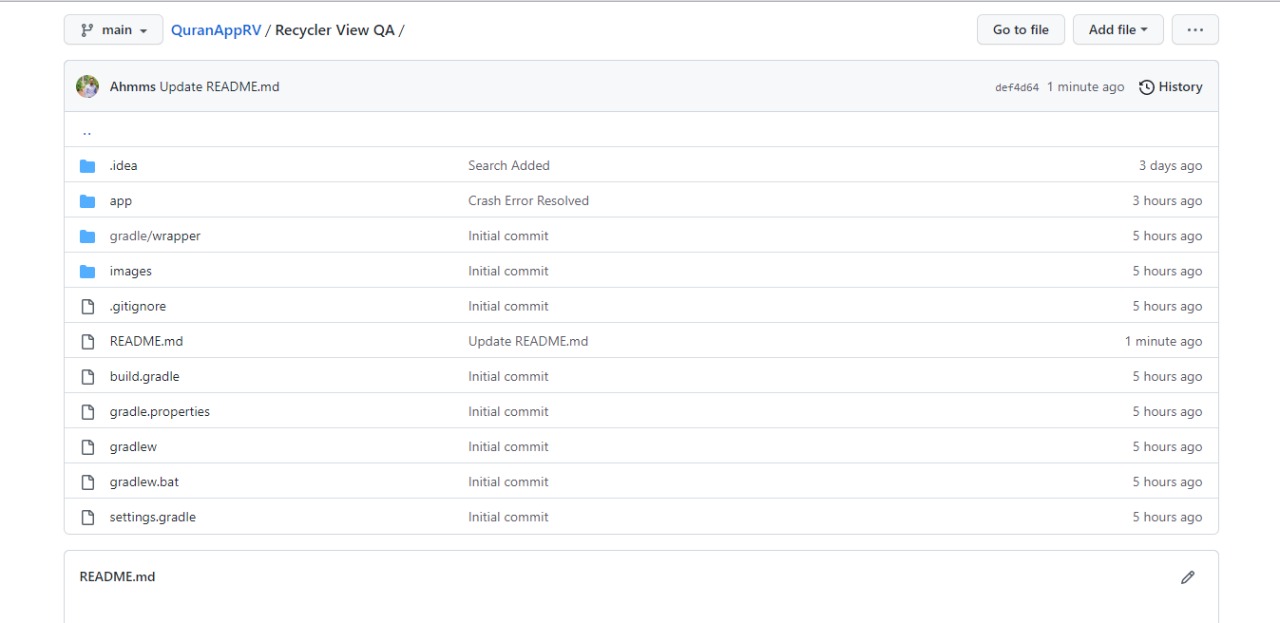 main QuranAppRV / Recycler View QA / Go to file Add file ...
Ahmms Update README.md def4d64 1 minute ago History
..
.idea Search Added 3 days ago
app Crash Error Resolved 3 hours ago
gradle/wrapper Initial commit 5 hours ago
images Initial commit 5 hours ago
.gitignore Initial commit 5 hours ago
README.md Update README.md 1 minute ago
build.gradle Initial commit 5 hours ago
gradle.properties Initial commit 5 hours ago
gradlew Initial commit 5 hours ago
gradlew.bat Initial commit 5 hours ago
settings.gradle Initial commit 5 hours ago
README.md